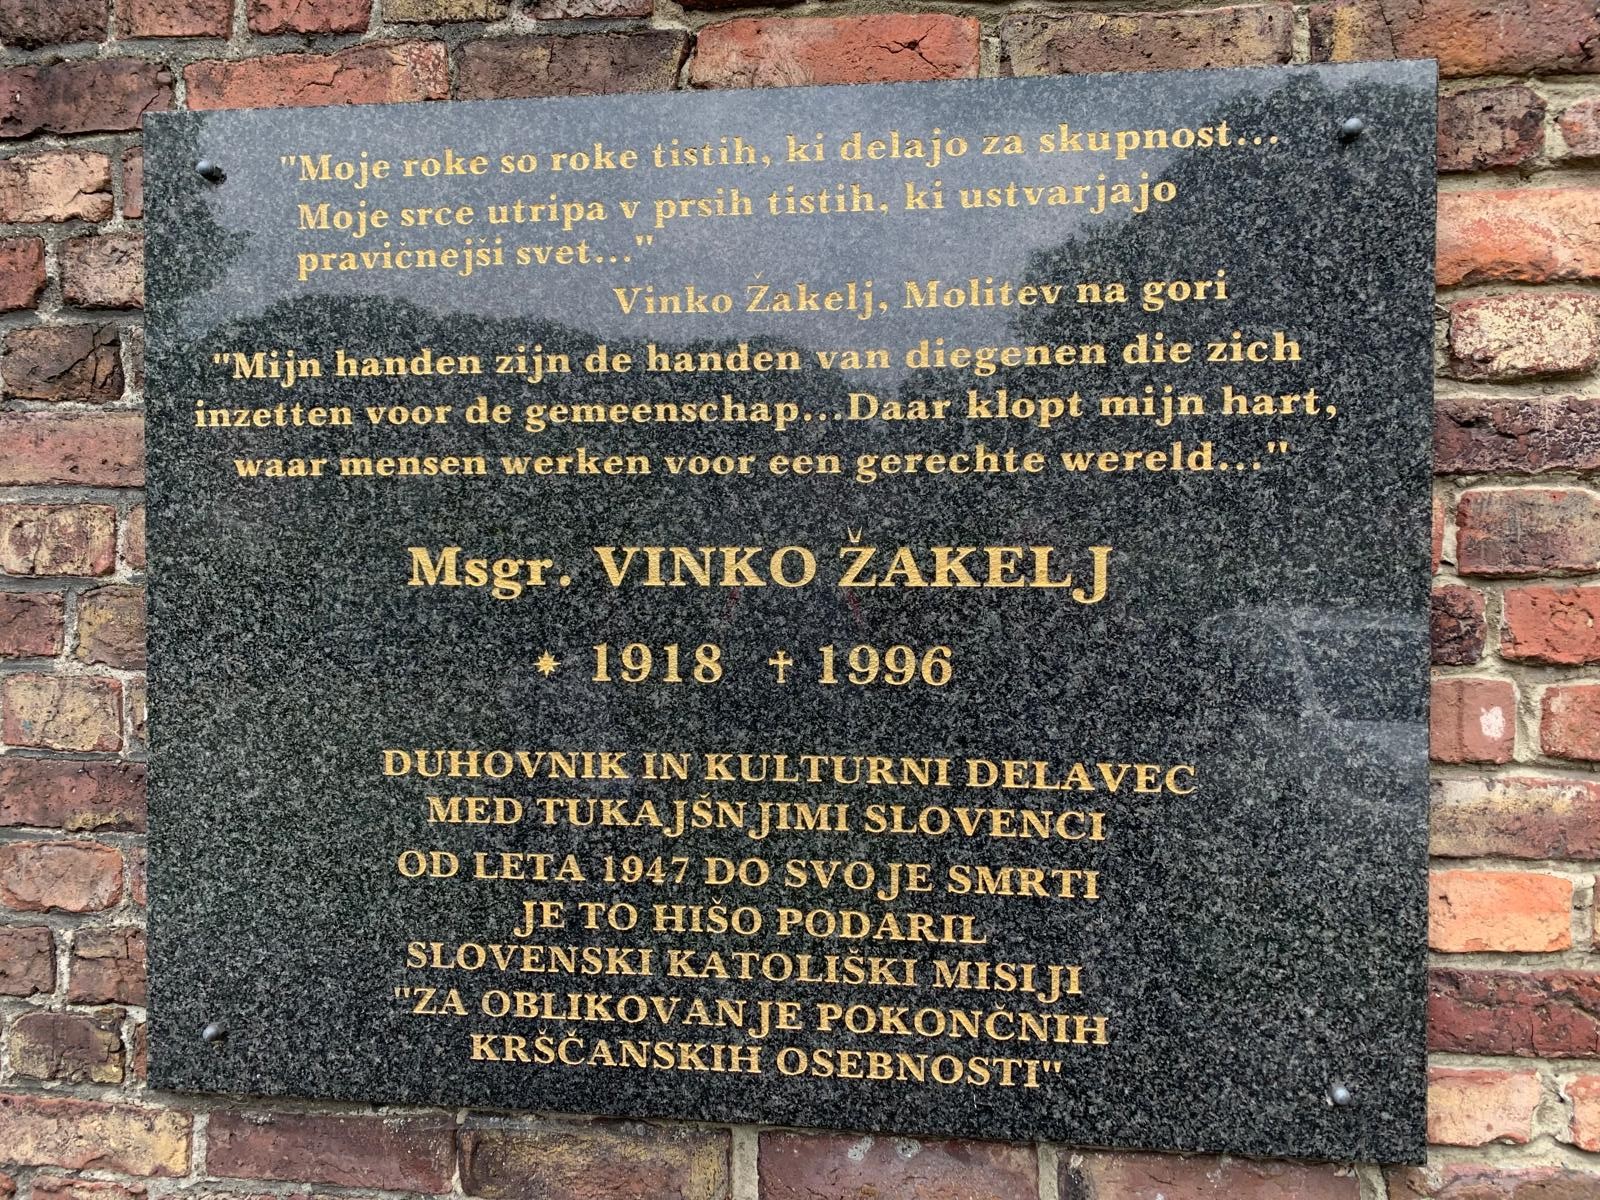 "Moje roke so roke tistih, ki delajo za skupnost...
Moje srce utripa v prsih tistih, ki ustvarjajo
pravičnejši svet..."
Vinko Žakelj, Molitev na gori
"Mijn handen zijn de handen van diegenen die zich
inzetten voor de gemeenschap...Daar klopt mijn hart,
waar mensen werken voor een gerechte wereld..."
Msgr. VINKO ŽAKELJ
✴ 1918 † 1996
DUHOVNIK IN KULTURNI DELAVEC
MED TUKAJŠNJIMI SLOVENCI
OD LETA 1947 DO SVOJE SMRTI
JE TO HIŠO PODARIL
SLOVENSKI KATOLIŠKI MISIJI
"ZA OBLIKOVANJE POKONČNIH
KRŠČANSKIH OSEBNOSTI"